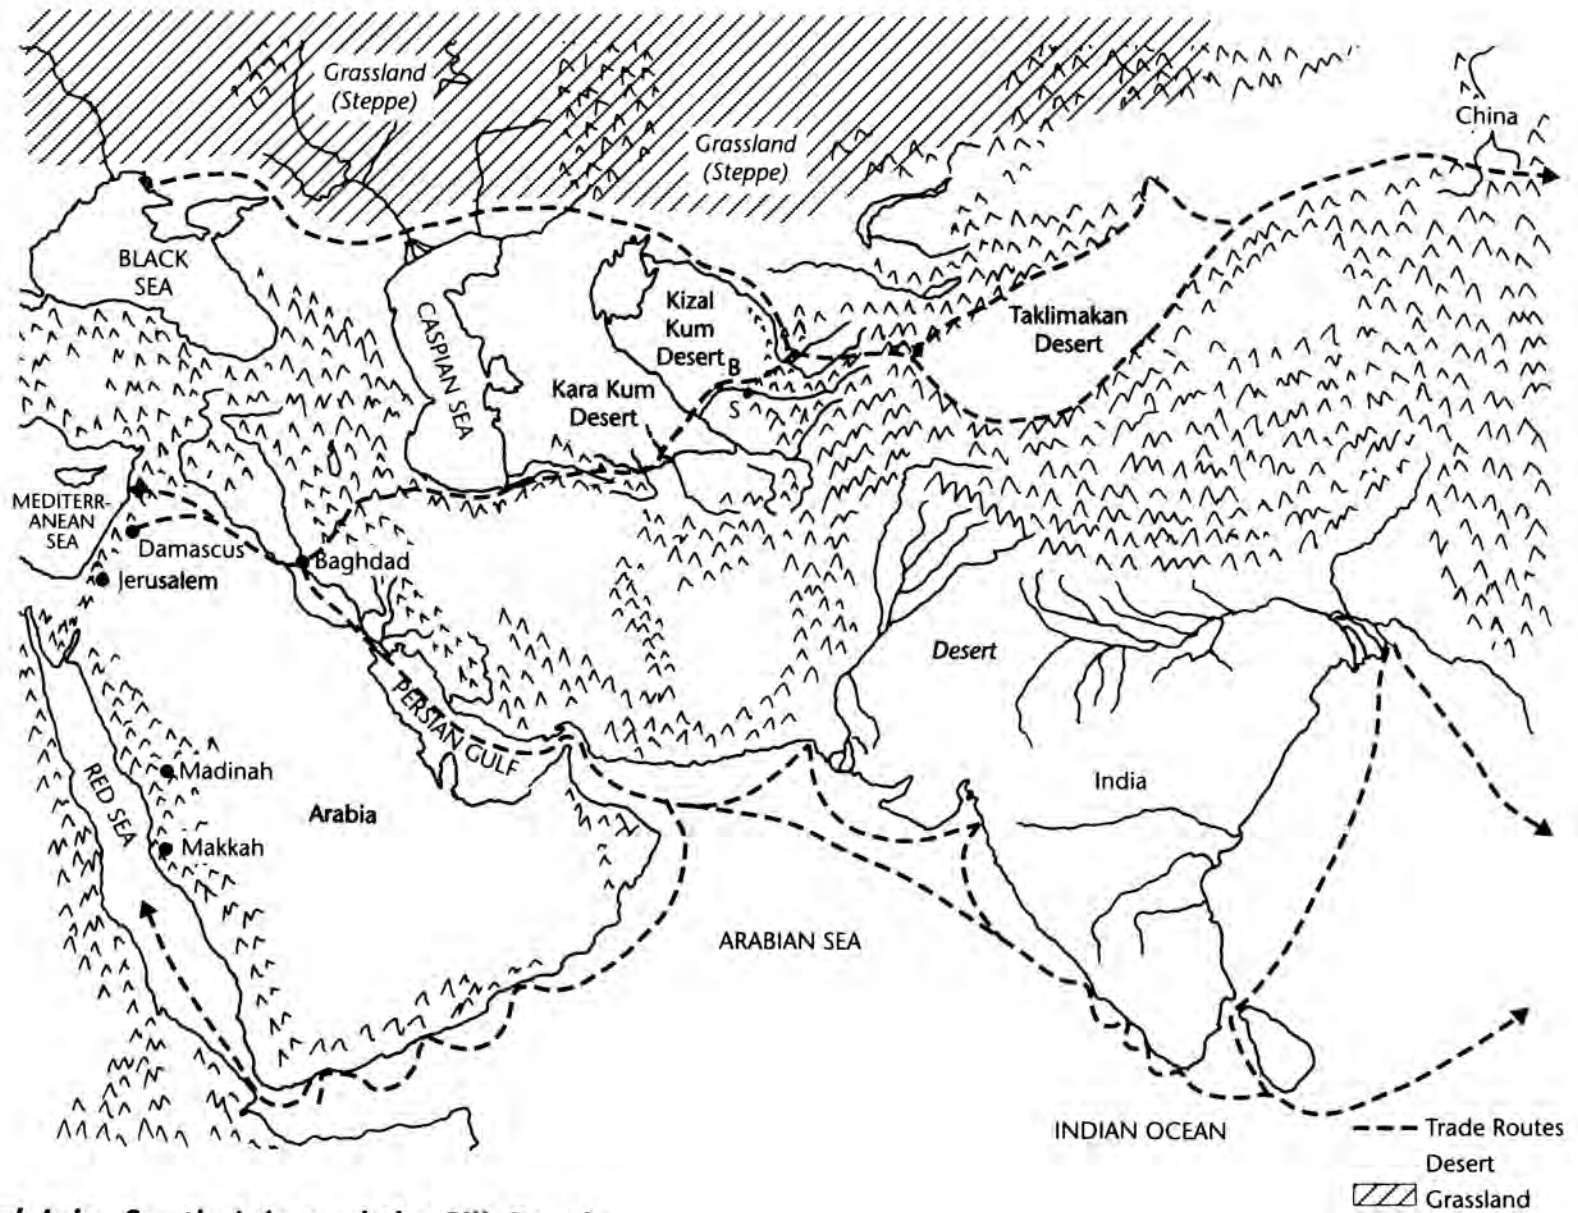 Grassland
(Steppe)
China
Grassland
(Steppe)
BLACK
SEA
CASPIAN SEA
Kizal
Kum
Desert
B
Taklimakan
Desert
Kara Kum
Desert
S
MEDITERR-
ANEAN
SEA
Damascus
Baghdad
Jerusalem
Desert
PERSIAN GULF
RED SEA
Madinah
Arabia
India
Makkah
ARABIAN SEA
INDIAN OCEAN
Trade Routes
Desert
Grassland